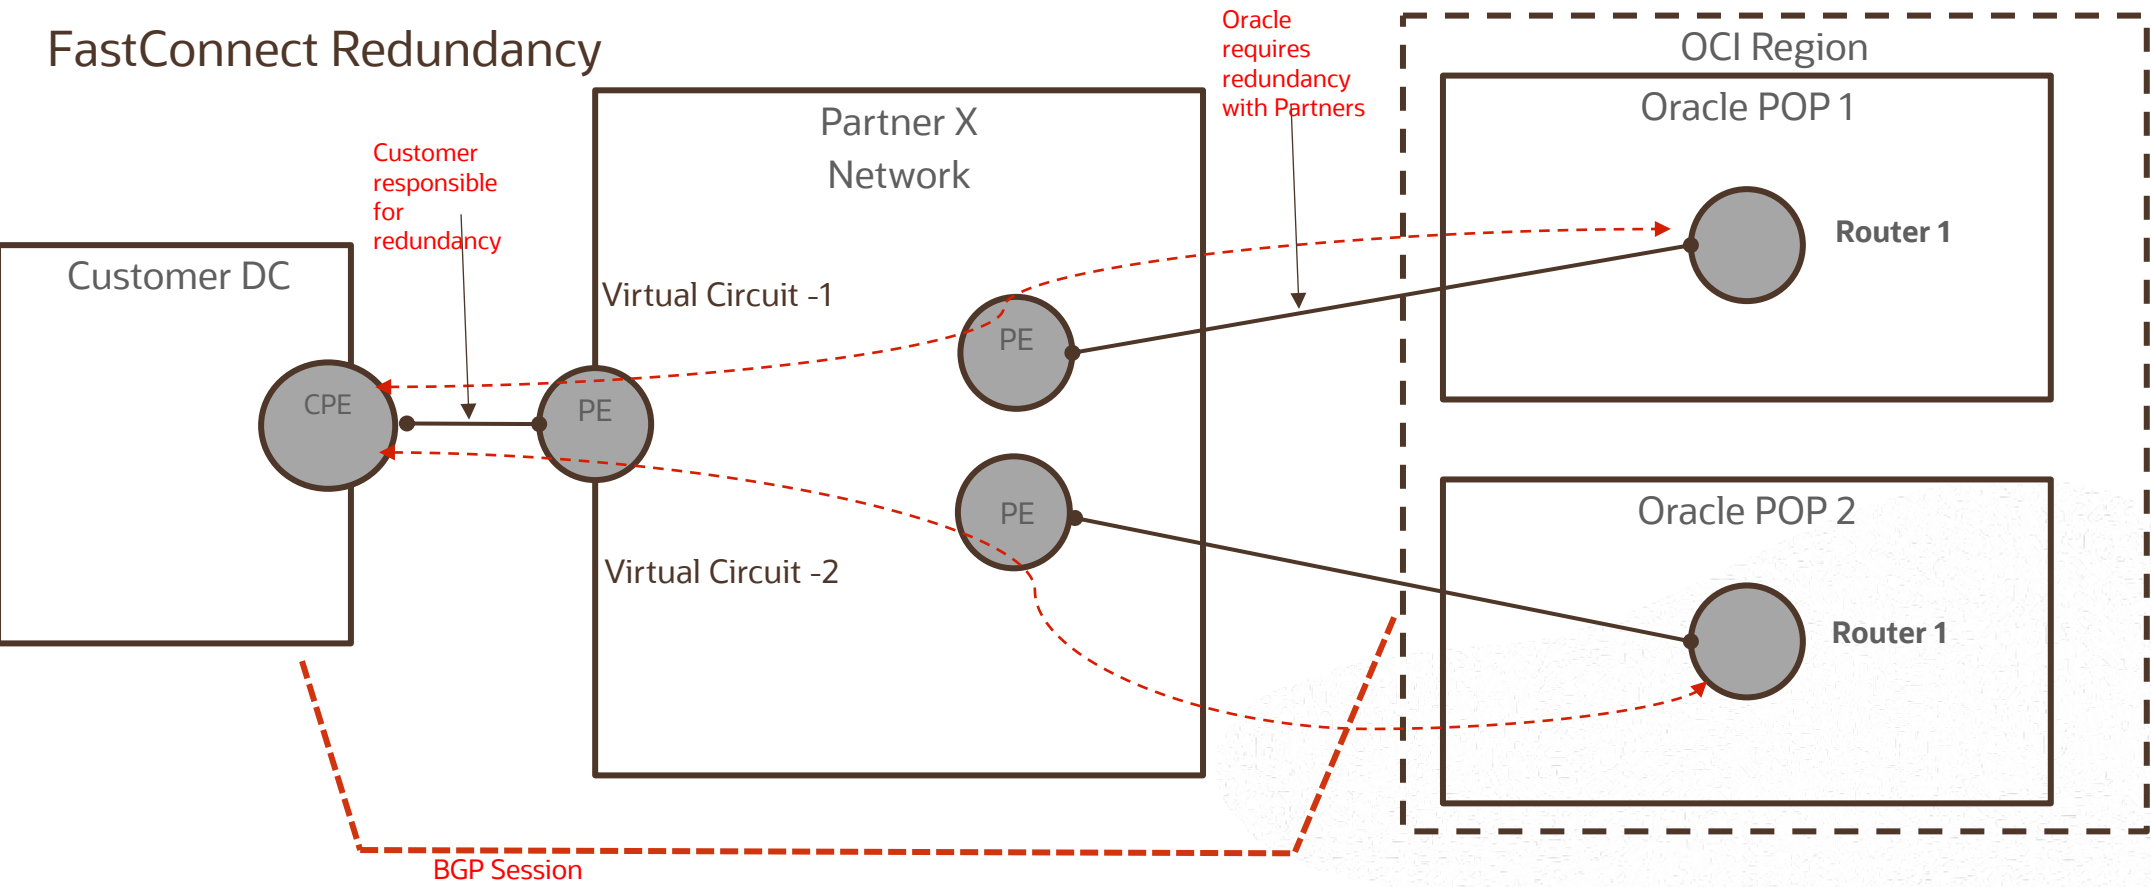 FastConnect Redundancy
Oracle
requires
redundancy
with Partners
OCI Region
Oracle POP 1
Partner X
Network
Customer
responsible
for
redundancy
Router 1
Customer DC
Virtual Circuit -1
PE
CPE
PE
Oracle POP 2
PE
Virtual Circuit -2
Router 1
BGP Session